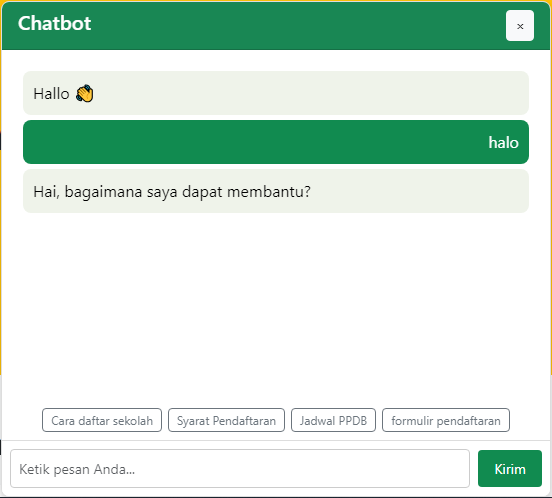 Chatbot
×
Hallo 👋
halo
Hai, bagaimana saya dapat membantu?
Cara daftar sekolah Syarat Pendaftaran Jadwal PPDB formulir pendaftaran
Ketik pesan Anda... Kirim